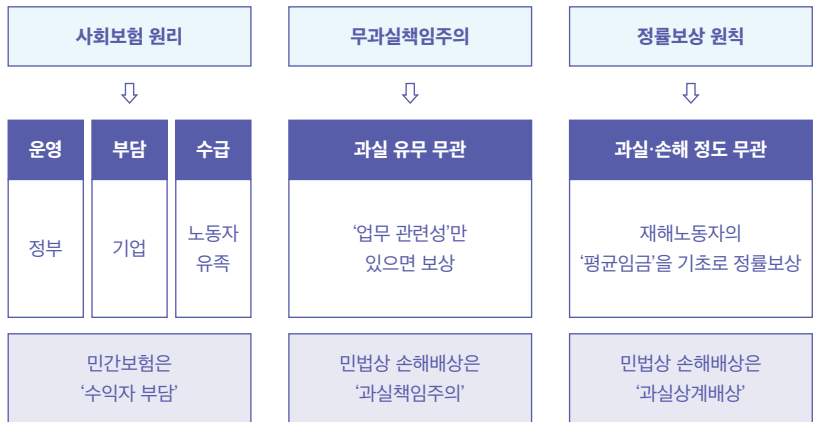 사회보험 원리
무과실책임주의
정률보상 원칙
운영
부담
수급
과실 유무 무관
과실·손해 정도 무관
정부
기업
노동자
유족
‘업무 관련성’만
있으면 보상
재해노동자의
‘평균임금’을 기초로 정률보상
민간보험은
‘수익자 부담’
민법상 손해배상은
‘과실책임주의’
민법상 손해배상은
‘과실상계배상’